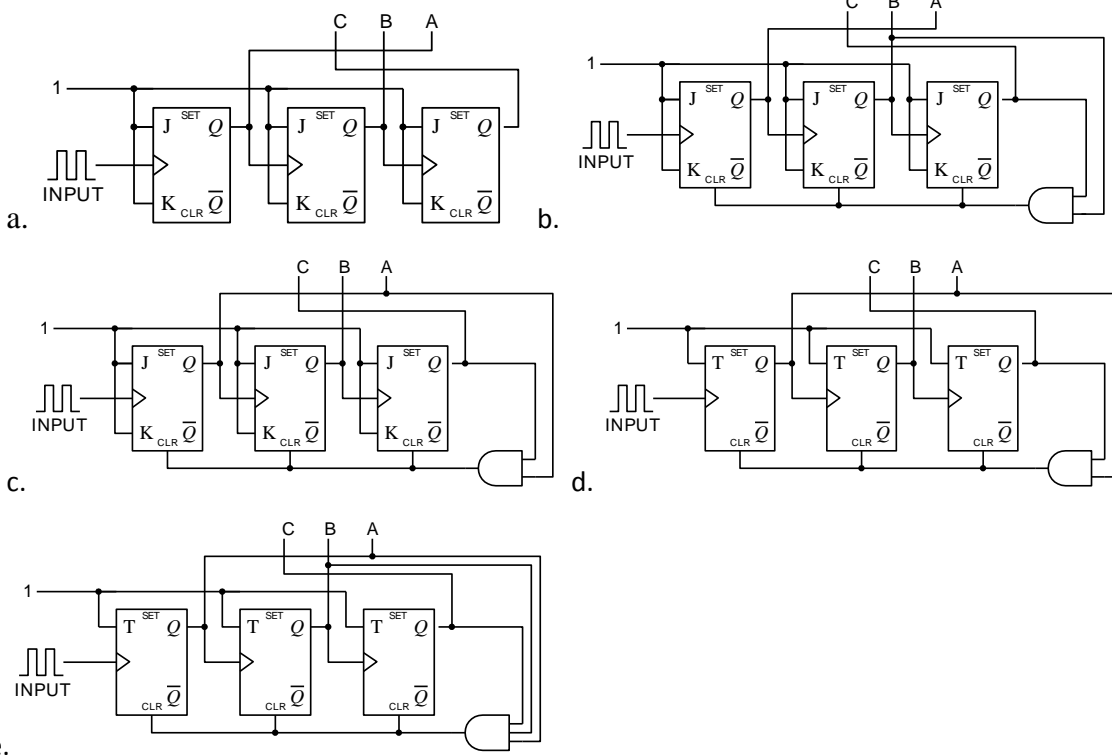 C B A
1
J SET Q J SET Q J SET Q
INPUT
K CLR Q K CLR Q K CLR Q
a.
C B A
1
J SET Q J SET Q J SET Q
INPUT
K CLR Q K CLR Q K CLR Q
b.
C B A
1
J SET Q J SET Q J SET Q
INPUT
K CLR Q K CLR Q K CLR Q
c.
C B A
1
T SET Q T SET Q T SET Q
INPUT
CLR Q CLR Q CLR Q
d.
C B A
1
T SET Q T SET Q T SET Q
INPUT
CLR Q CLR Q CLR Q